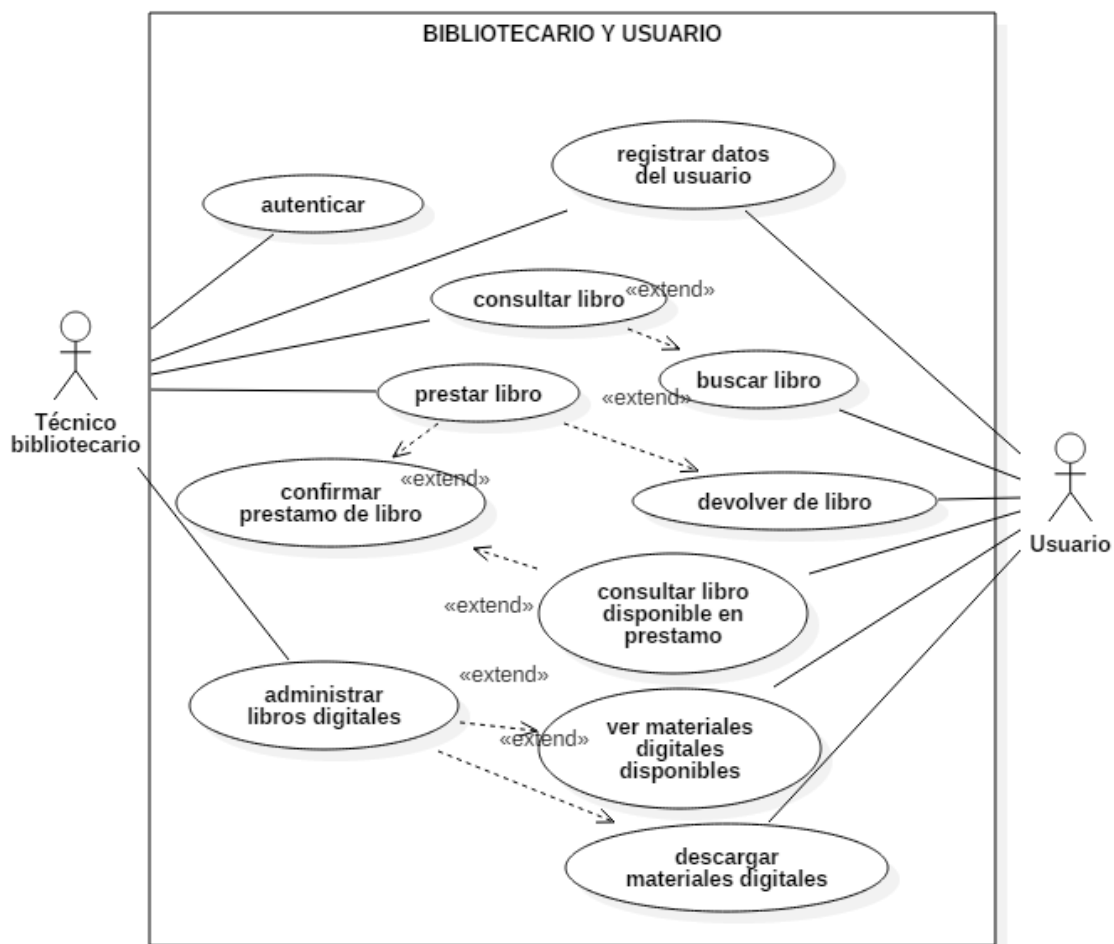 BIBLIOTECARIO Y USUARIO
registrar datos
del usuario
autenticar
consultar libro
«extend»
buscar libro
prestar libro
«extend»
Técnico
bibliotecario
confirmar
prestamo de libro
«extend»
devolver de libro
Usuario
consultar libro
disponible en
prestamo
«extend»
«extend»
administrar
libros digitales
ver materiales
digitales
disponibles
«extend»
descargar
materiales digitales